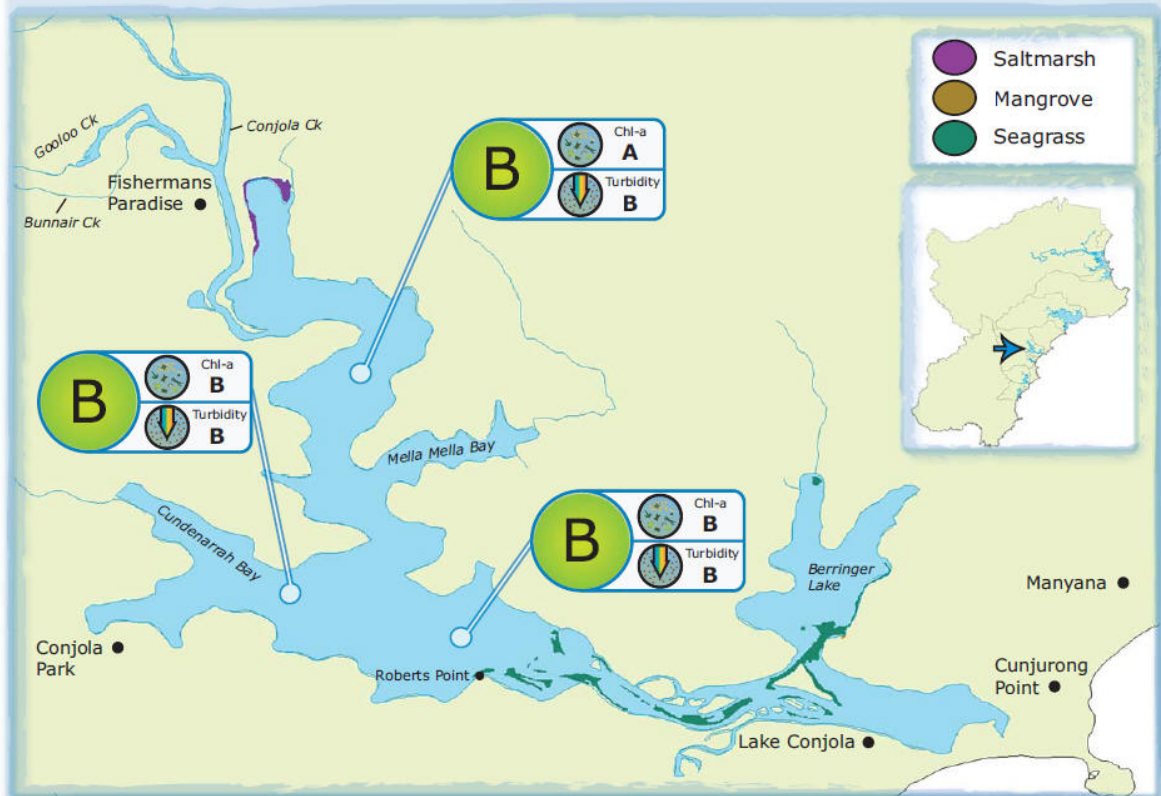 Saltmarsh
Mangrove
Seagrass
Gooloo Ck
Conjola Ck
Fishermans
Paradise
Bunnair Ck
B
Chl-a
A
Turbidity
B
B
Chl-a
B
Turbidity
B
Mella Mella Bay
Cundenarrah Bay
B
Chl-a
B
Turbidity
B
Berringer
Lake
Manyana
Conjola
Park
Roberts Point
Cunjurong
Point
Lake Conjola